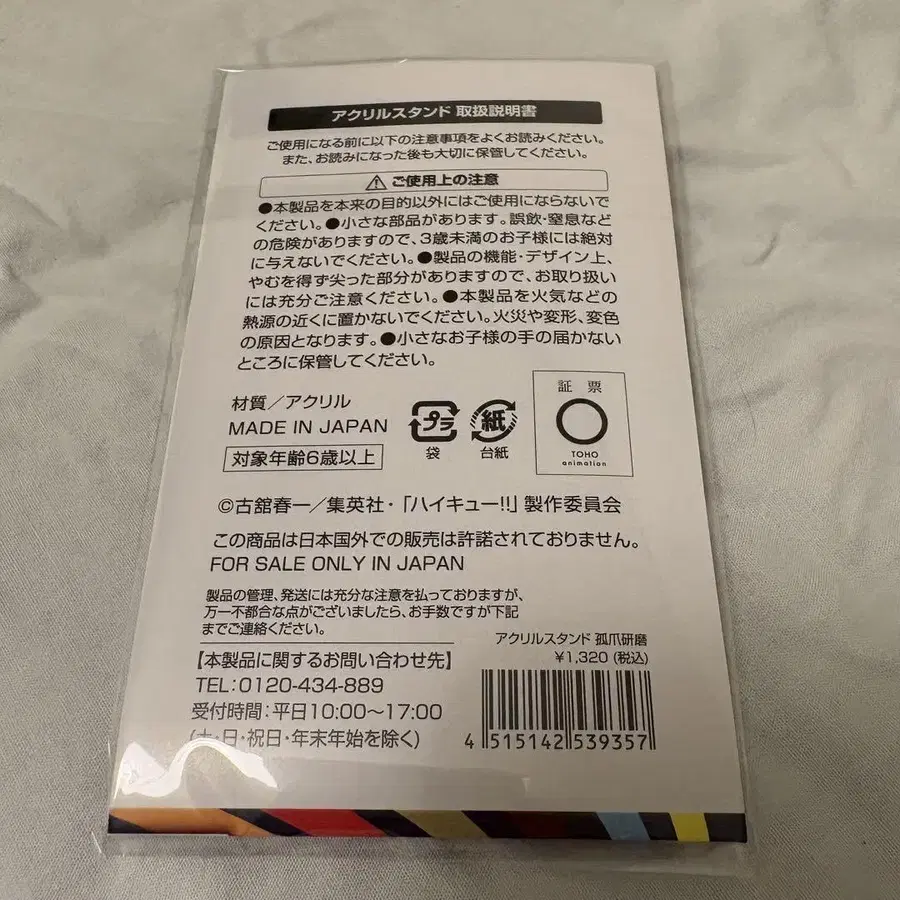 アクリルスタンド 取扱説明書
ご使用になる前に以下の注意事項をよくお読みください。
また、お読みになった後も大切に保管してください。
⚠ ご使用上の注意
●本製品を本来の目的以外にはご使用にならないで
ください。●小さな部品があります。誤飲・窒息など
の危険がありますので、3歳未満のお子様には絶対
に与えないでください。●製品の機能・デザイン上、
やむを得ず尖った部分がありますので、お取り扱い
には充分ご注意ください。●本製品を火気などの
熱源の近くに置かないでください。火災や変形、変色
の原因となります。●小さなお子様の手の届かない
ところに保管してください。
材質／アクリル
MADE IN JAPAN
対象年齢6歳以上
プラ
袋
紙
台紙
証 票
TOHO
animation
©古舘春一／集英社・「ハイキュー!!」製作委員会
この商品は日本国外での販売は許諾されておりません。
FOR SALE ONLY IN JAPAN
製品の管理、発送には充分な注意を払っておりますが、
万一不都合な点がございましたら、お手数ですが下記
までご連絡ください。
【本製品に関するお問い合わせ先】
TEL:0120-434-889
受付時間:平日10:00〜17:00
(土・日・祝日・年末年始を除く)
アクリルスタンド 孤爪研磨
¥1,320 (税込)
4 515142 539357